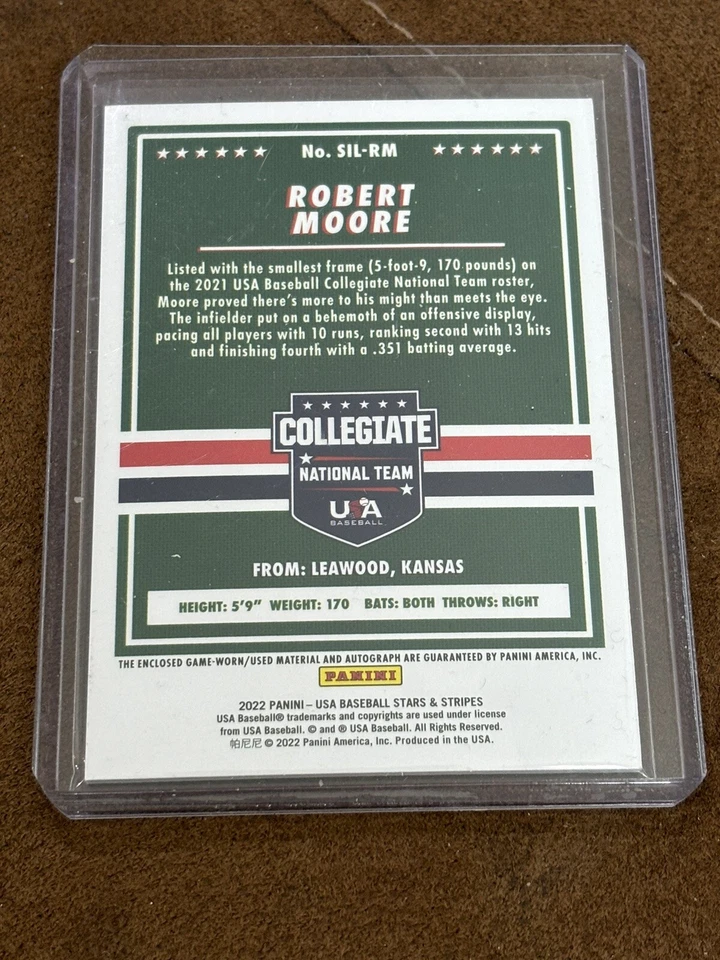 No. SIL-RM
ROBERT
MOORE
Listed with the smallest frame (5-foot-9, 170 pounds) on
the 2021 USA Baseball Collegiate National Team roster,
Moore proved there's more to his might than meets the eye.
The infielder put on a behemoth of an offensive display,
pacing all players with 10 runs, ranking second with 13 hits
and finishing fourth with a .351 batting average.
COLLEGIATE
NATIONAL TEAM
USA
BASEBALL
FROM: LEAWOOD, KANSAS
HEIGHT: 5'9" WEIGHT: 170 BATS: BOTH THROWS: RIGHT
THE ENCLOSED GAME-WORN/USED MATERIAL AND AUTOGRAPH ARE GUARANTEED BY PANINI AMERICA, INC.
PANINI
2022 PANINI – USA BASEBALL STARS & STRIPES
USA Baseball® trademarks and copyrights are used under license
from USA Baseball. © and ® USA Baseball. All Rights Reserved.
帕尼尼 © 2022 Panini America, Inc. Produced in the USA.